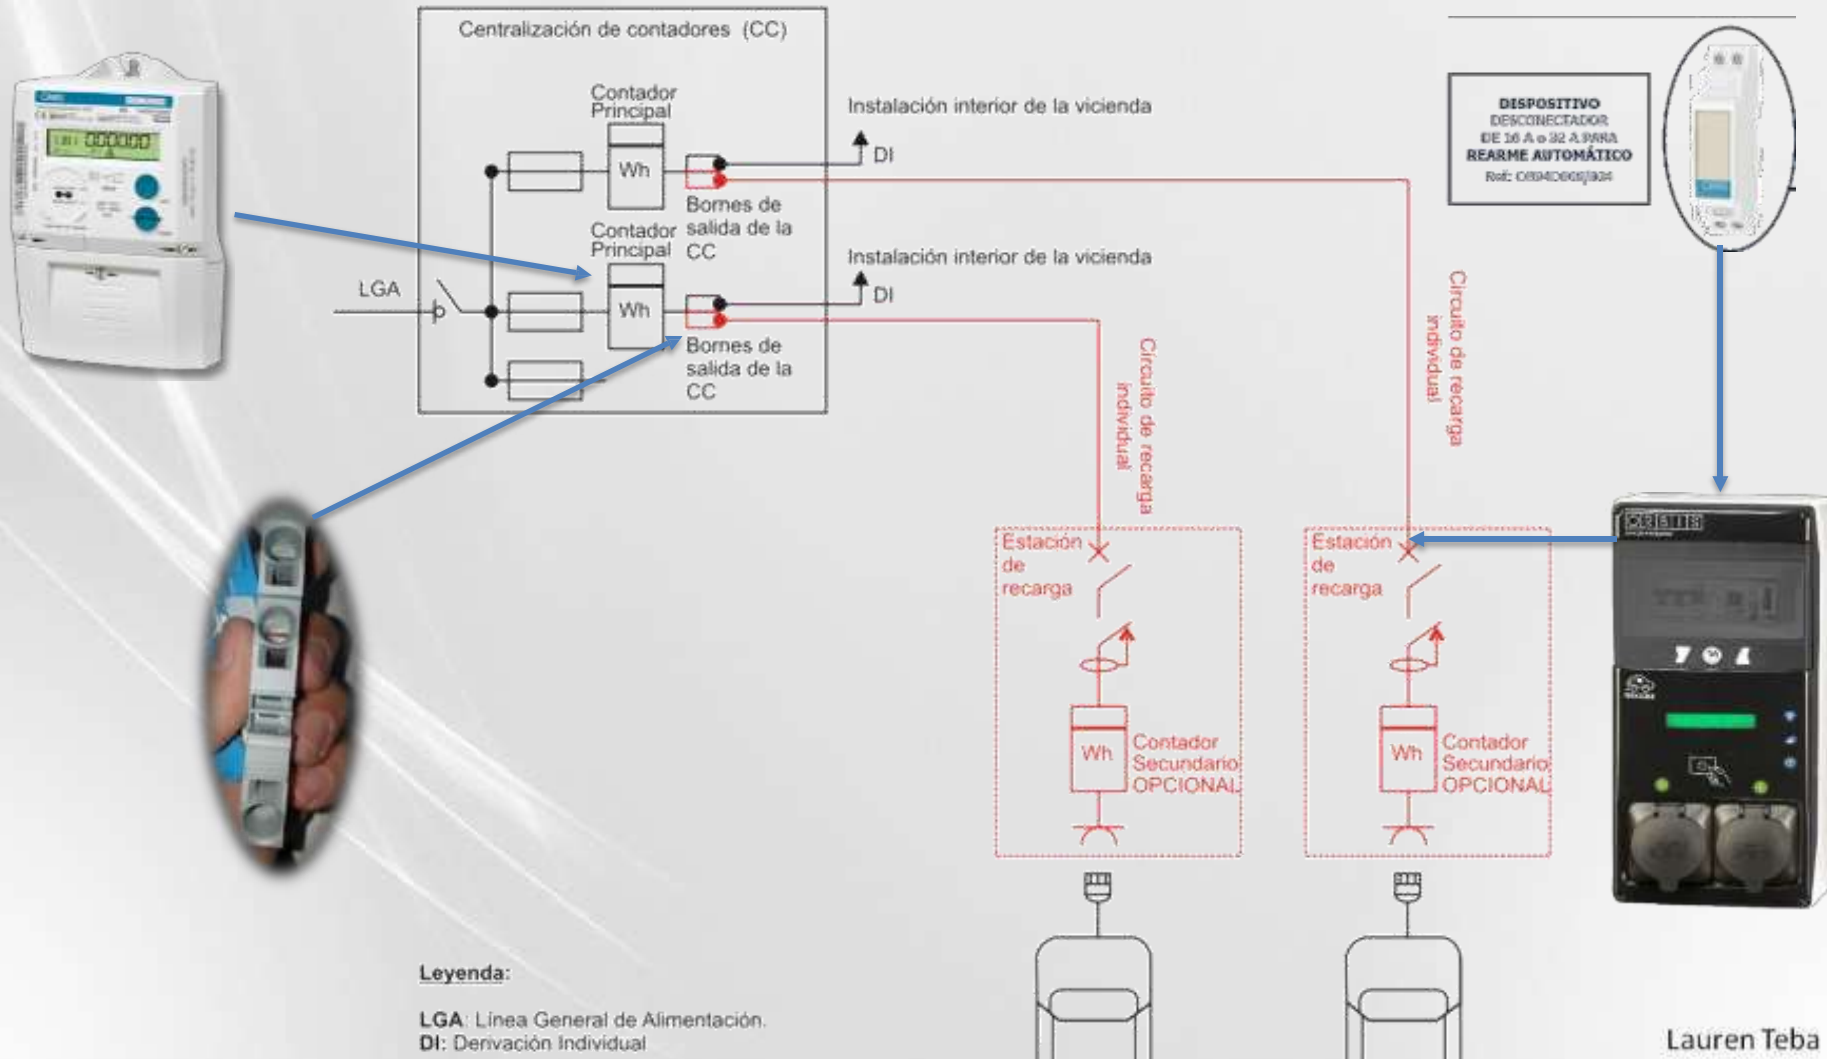 Centralización de contadores (CC)
Contador
Principal
Wh
Instalación interior de la vicienda
DI
Bornes de
salida de la
CC
Contador
Principal
Wh
Instalación interior de la vicienda
DI
Bornes de
salida de la
CC
LGA
DISPOSITIVO
DESCONECTADOR
DE 16 A o 32 A PARA
REARME AUTOMÁTICO
Ref:
Circuito de recarga
individual
Circuito de recarga
individual
Estación
de
recarga
Wh
Contador
Secundario
OPCIONAL
Estación
de
recarga
Wh
Contador
Secundario
OPCIONAL
ORBIS
Leyenda:
LGA: Línea General de Alimentación.
DI: Derivación Individual
Lauren Teba